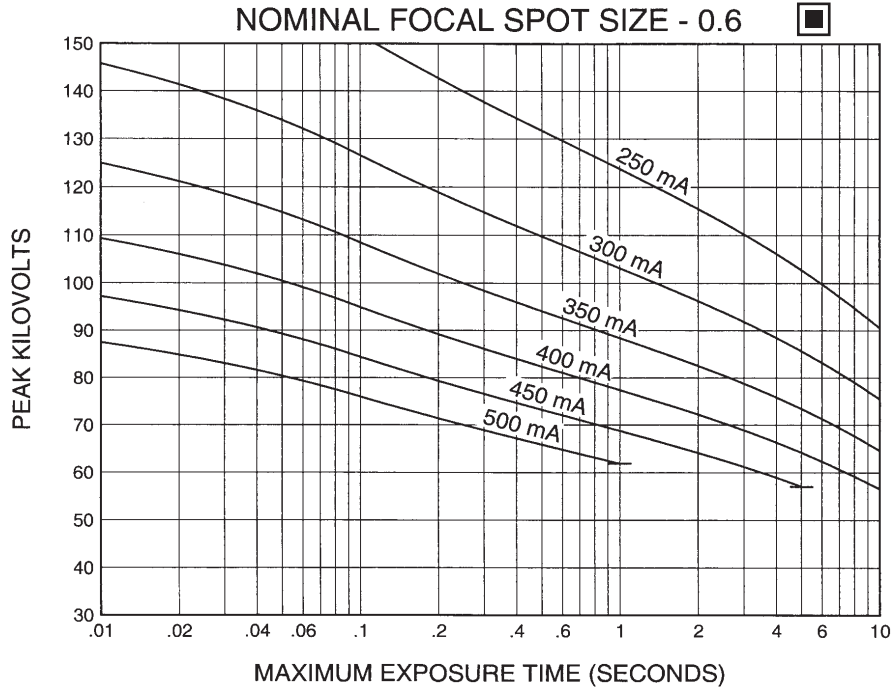 NOMINAL FOCAL SPOT SIZE - 0.6
150
140
130
120
110
100
90
80
70
60
50
40
30
PEAK KILOVOLTS
250 mA
300 mA
350 mA
400 mA
450 mA
500 mA
.01 .02 .04 .06 .1 .2 .4 .6 1 2 4 6 10
MAXIMUM EXPOSURE TIME (SECONDS)